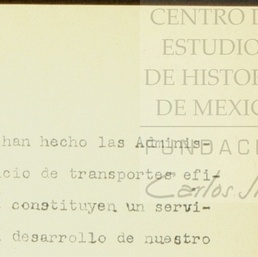 CENTRO D
ESTUDIO
DE HISTOR
DE MEXIC
FUNDACI
Carlos Sl
han hecho las Adminis-
cio de transportes efi-
constituyen un servi-
desarrollo de nuestro